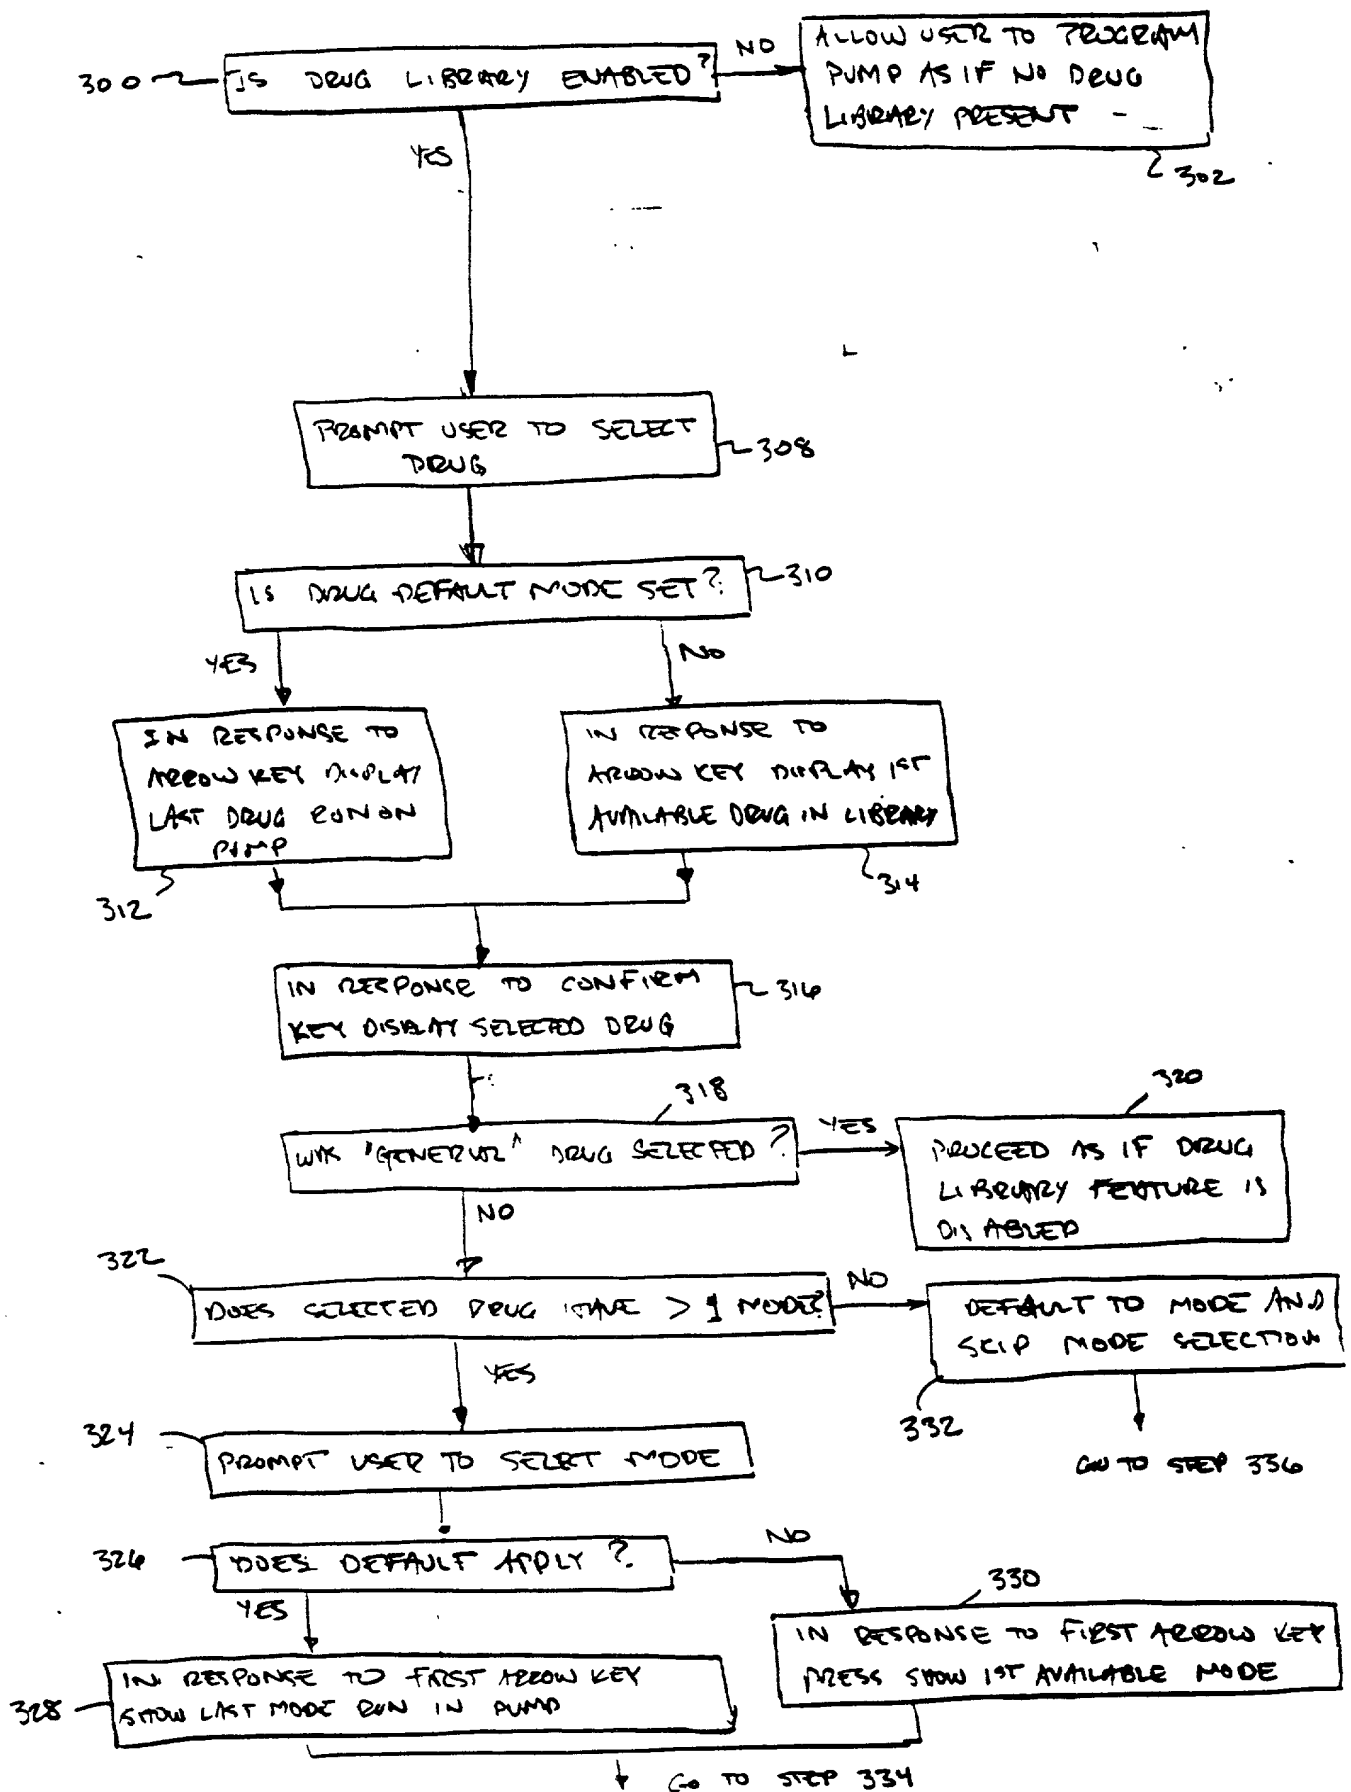 300
IS DRUG LIBRARY ENABLED?
NO
ALLOW USER TO PROGRAM
PUMP AS IF NO DRUG
LIBRARY PRESENT
302
YES
PROMPT USER TO SELECT
DRUG
308
IS DRUG DEFAULT MODE SET?
310
YES
NO
IN RESPONSE TO
ARROW KEY DISPLAY
LAST DRUG RUN ON
PUMP
312
IN RESPONSE TO
ARROW KEY DISPLAY 1ST
AVAILABLE DRUG IN LIBRARY
314
IN RESPONSE TO CONFIRM
KEY DISPLAY SELECTED DRUG
316
318
WAS "GENERAL" DRUG SELECTED?
YES
320
PROCEED AS IF DRUG
LIBRARY FEATURE IS
DISABLED
NO
322
DOES SELECTED DRUG HAVE > 1 MODE?
NO
DEFAULT TO MODE AND
SKIP MODE SELECTION
332
GO TO STEP 336
YES
324
PROMPT USER TO SELECT MODE
326
DOES DEFAULT APPLY?
NO
YES
330
IN RESPONSE TO FIRST ARROW KEY
PRESS SHOW 1ST AVAILABLE MODE
IN RESPONSE TO FIRST ARROW KEY
SHOW LAST MODE RUN IN PUMP
328
GO TO STEP 334